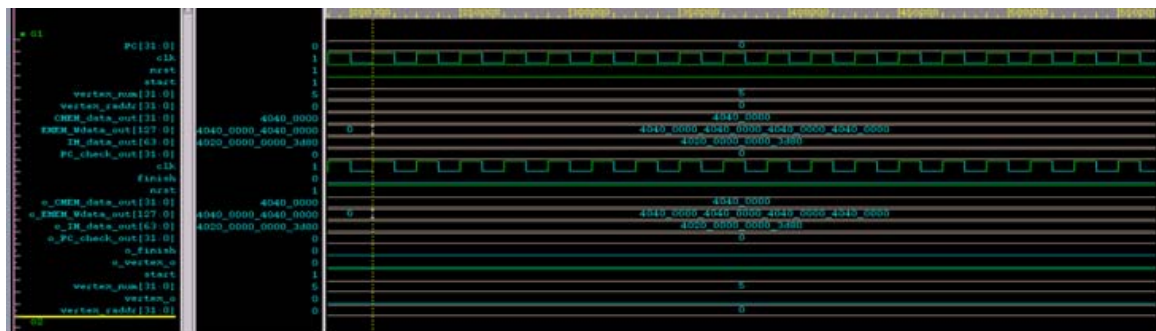 G1
PC[31:0] 0 0
clk 1
nrst 1
start 1
vertex_num[31:0] 5 5
vertex_raddr[31:0] 0 0
CMEM_data_out[31:0] 4040_0000 4040_0000
EMEM_Wdata_out[127:0] 4040_0000_4040_0000 0 4040_0000_4040_0000_4040_0000_4040_0000
IM_data_out[63:0] 4020_0000_0000_3d80 4020_0000_0000_3d80
PC_check_out[31:0] 0 0
clk 1
finish 0
nrst 1
o_CMEM_data_out[31:0] 4040_0000 4040_0000
o_EMEM_Wdata_out[127:0] 4040_0000_4040_0000 0 4040_0000_4040_0000_4040_0000_4040_0000
o_IM_data_out[63:0] 4020_0000_0000_3d80 4020_0000_0000_3d80
o_PC_check_out[31:0] 0 0
o_finish 0
o_vertex_o 0
start 1
vertex_num[31:0] 5 5
vertex_o 0
vertex_raddr[31:0] 0 0
G2